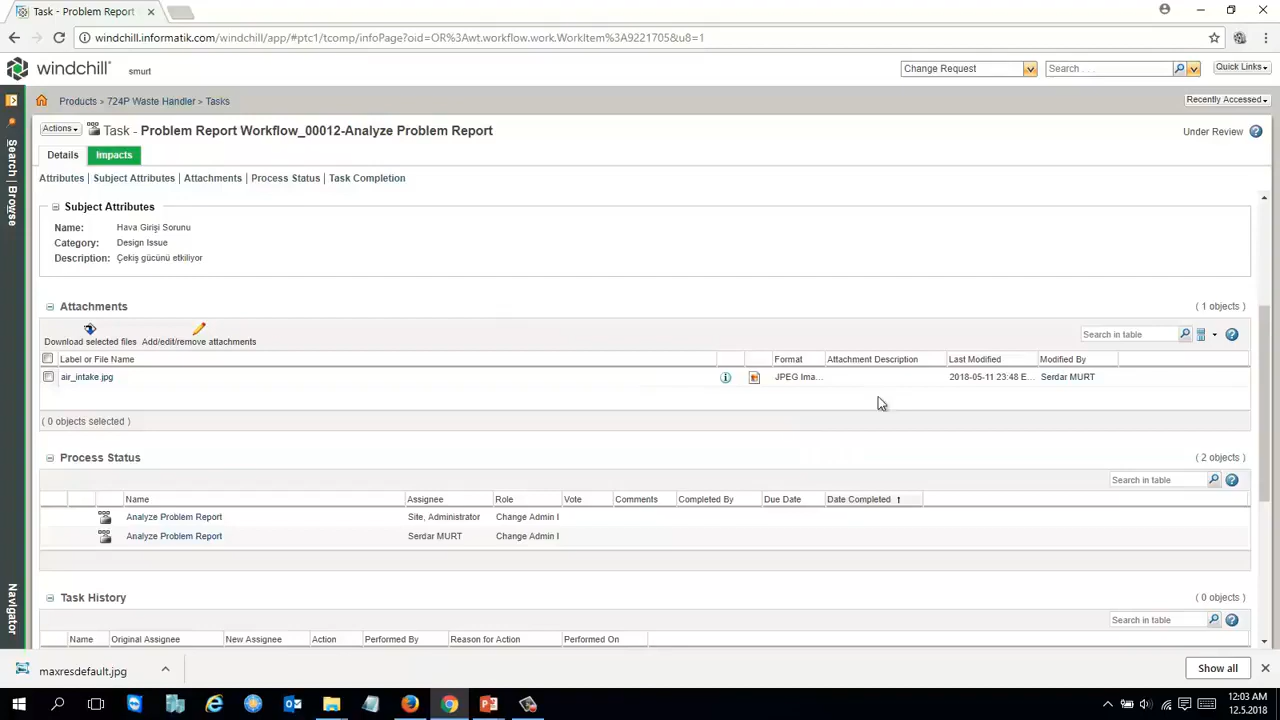 Task - Problem Report
windchill.informatik.com/windchill/app/#ptc1/tcomp/infoPage?oid=OR%3Awt.workflow.work.WorkItem%3A9221705&u8=1
windchill smurt Change Request Search . . . Quick Links
Products > 724P Waste Handler > Tasks Recently Accessed
Actions Task - Problem Report Workflow_00012-Analyze Problem Report Under Review
Details Impacts
Attributes | Subject Attributes | Attachments | Process Status | Task Completion
Search | Browse
Navigator
Subject Attributes
Name: Hava Girişi Sorunu
Category: Design Issue
Description: Çekiş gücünü etkiliyor
Attachments ( 1 objects )
Download selected files Add/edit/remove attachments Search in table
Label or File Name Format Attachment Description Last Modified Modified By
air_intake.jpg JPEG Ima... 2018-05-11 23:48 E... Serdar MURT
( 0 objects selected )
Process Status ( 2 objects )
Search in table
Name Assignee Role Vote Comments Completed By Due Date Date Completed
Analyze Problem Report Site, Administrator Change Admin I
Analyze Problem Report Serdar MURT Change Admin I
Task History ( 0 objects )
Search in table
Name Original Assignee New Assignee Action Performed By Reason for Action Performed On
maxresdefault.jpg Show all
12:03 AM
12.5.2018